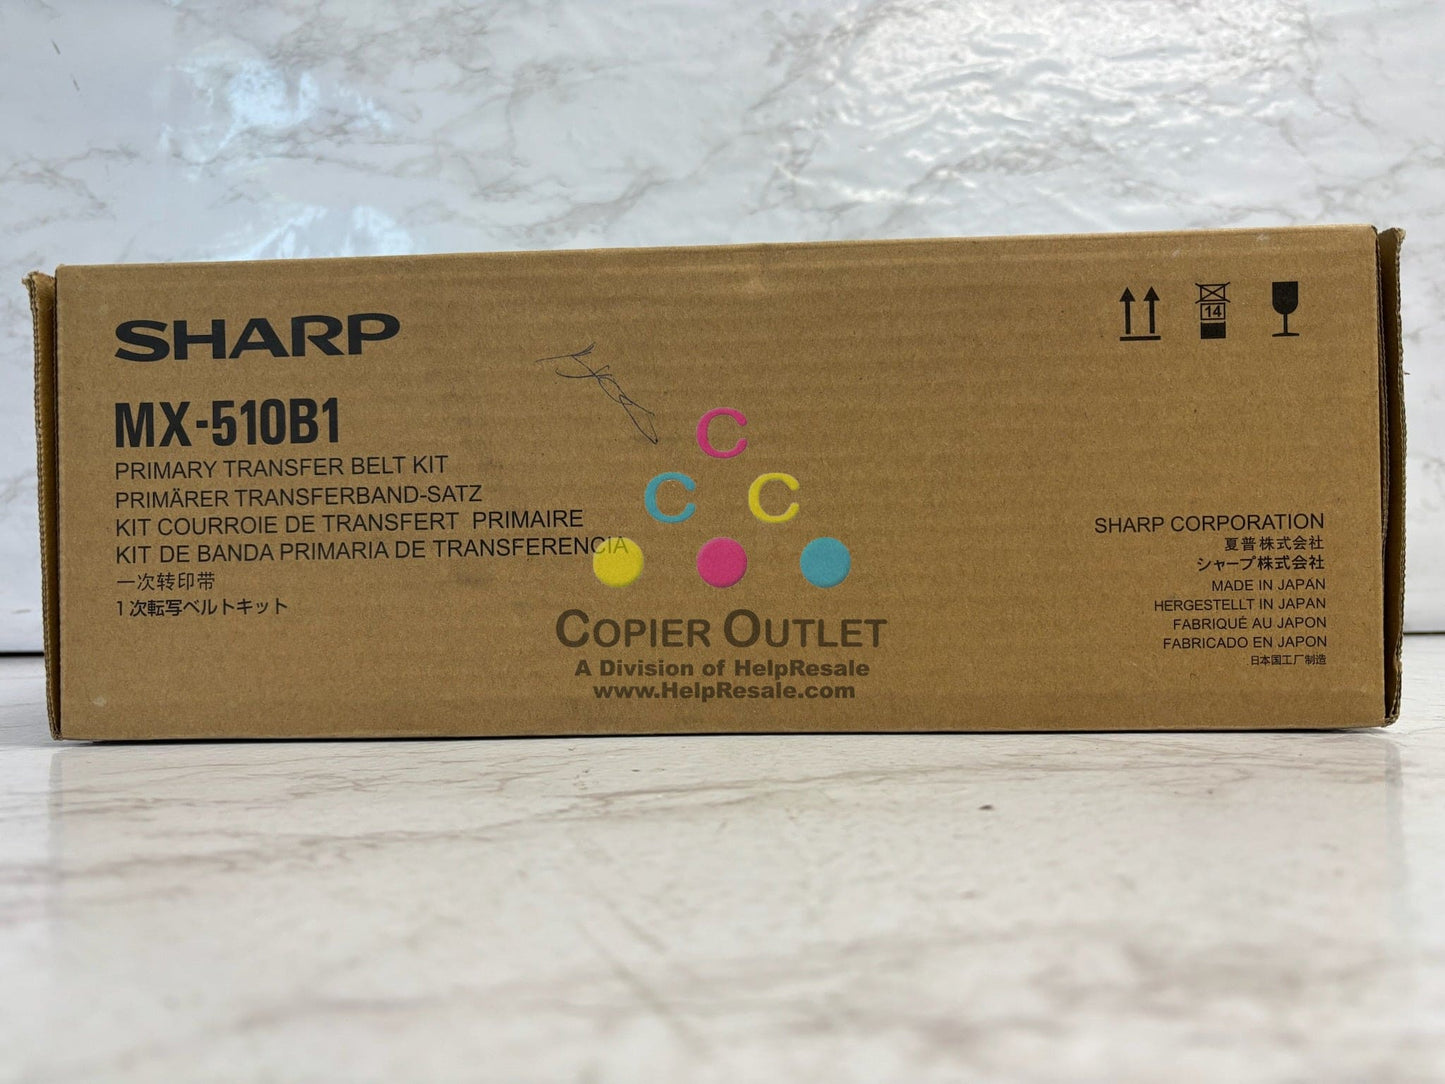 SHARP
MX-510B1
PRIMARY TRANSFER BELT KIT
PRIMÄRER TRANSFERBAND-SATZ
KIT COURROIE DE TRANSFERT PRIMAIRE
KIT DE BANDA PRIMARIA DE TRANSFERENCIA
一次转印带
1次転写ベルトキット
14
SHARP CORPORATION
夏普株式会社
シャープ株式会社
MADE IN JAPAN
HERGESTELLT IN JAPAN
FABRIQUÉ AU JAPON
FABRICADO EN JAPON
日本国工厂制造
C
C C
COPIER OUTLET
A Division of HelpResale
www.HelpResale.com